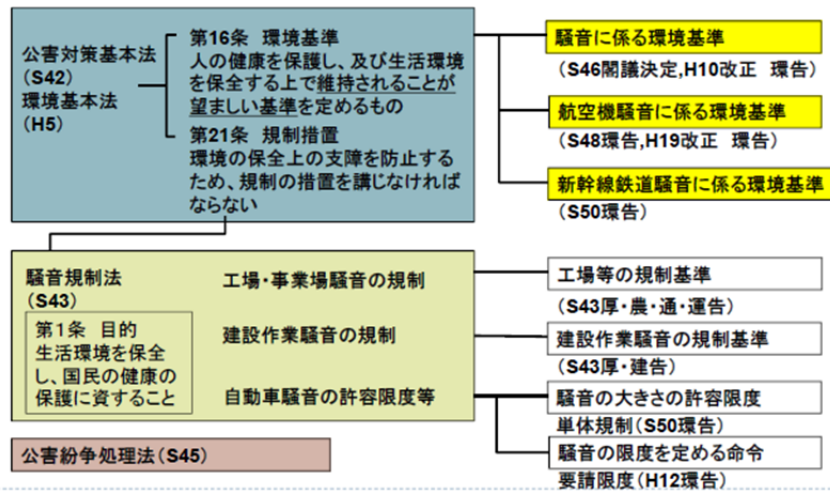 公害対策基本法
(S42)
環境基本法
(H5)
第16条 環境基準
人の健康を保護し、及び生活環境
を保全する上で維持されることが
望ましい基準を定めるもの
第21条 規制措置
環境の保全上の支障を防止する
ため、規制の措置を講じなければ
ならない
騒音に係る環境基準
(S46閣議決定,H10改正 環告)
航空機騒音に係る環境基準
(S48環告,H19改正 環告)
新幹線鉄道騒音に係る環境基準
(S50環告)
騒音規制法
(S43)
第1条 目的
生活環境を保全
し、国民の健康の
保護に資すること
工場・事業場騒音の規制
建設作業騒音の規制
自動車騒音の許容限度等
工場等の規制基準
(S43厚・農・通・運告)
建設作業騒音の規制基準
(S43厚・建告)
騒音の大きさの許容限度
単体規制(S50環告)
騒音の限度を定める命令
要請限度(H12環告)
公害紛争処理法(S45)